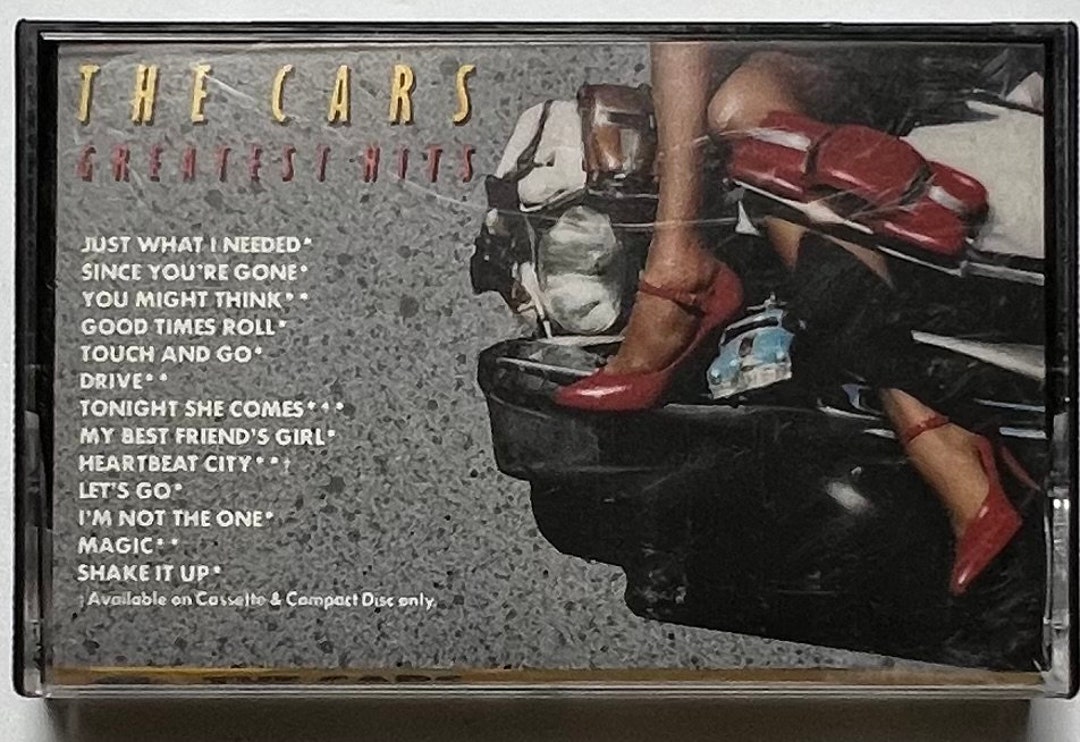 THE CARS
GREATEST HITS
JUST WHAT I NEEDED*
SINCE YOU'RE GONE*
YOU MIGHT THINK**
GOOD TIMES ROLL*
TOUCH AND GO*
DRIVE**
TONIGHT SHE COMES***
MY BEST FRIEND'S GIRL*
HEARTBEAT CITY**†
LET'S GO*
I'M NOT THE ONE*
MAGIC**
SHAKE IT UP*
†Available on Cassette & Compact Disc only.
THE CARS